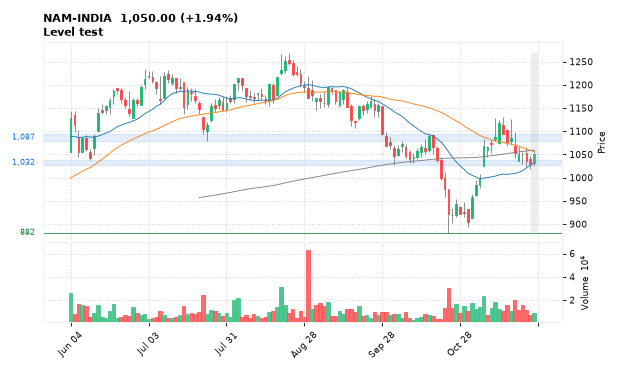 NAM-INDIA  1,050.00 (+1.94%)
Level test
1250
1200
1150
1100
1050
1000
950
900
Price
1,087
1,032
882
6
4
2
Volume 10⁶
Jun 04
Jul 03
Jul 31
Aug 28
Sep 28
Oct 28